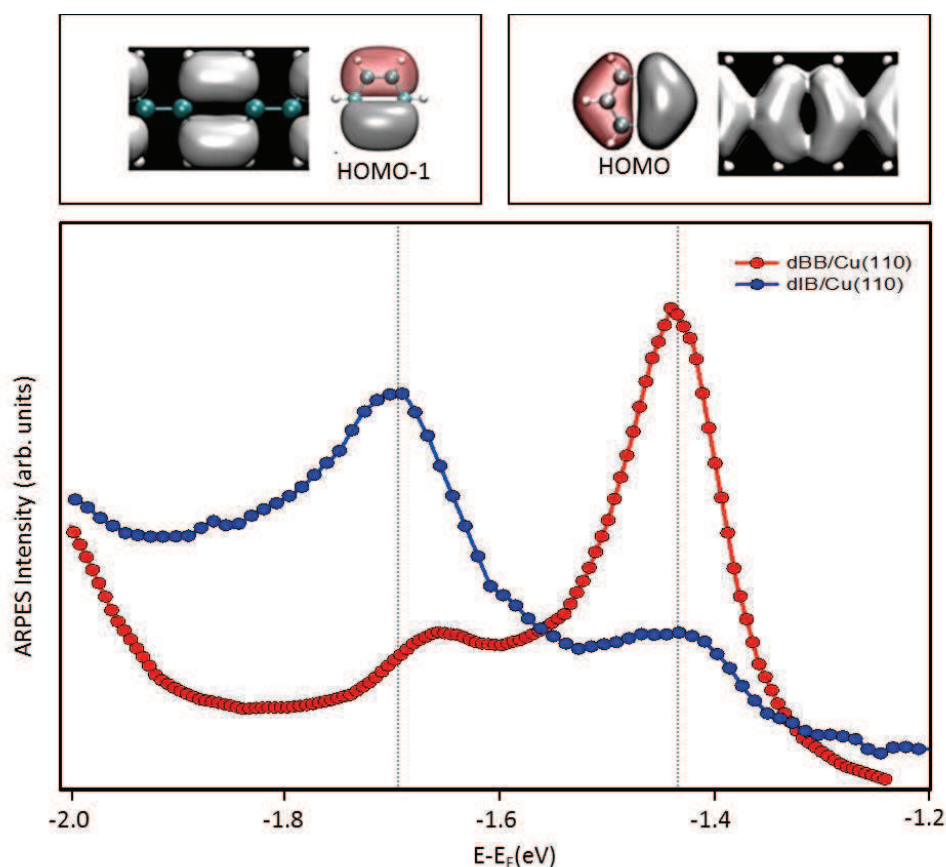 HOMO-1
HOMO
dBB/Cu(110)
dIB/Cu(110)
ARPES Intensity (arb. units)
-2.0
-1.8
-1.6
-1.4
-1.2
E-EF(eV)